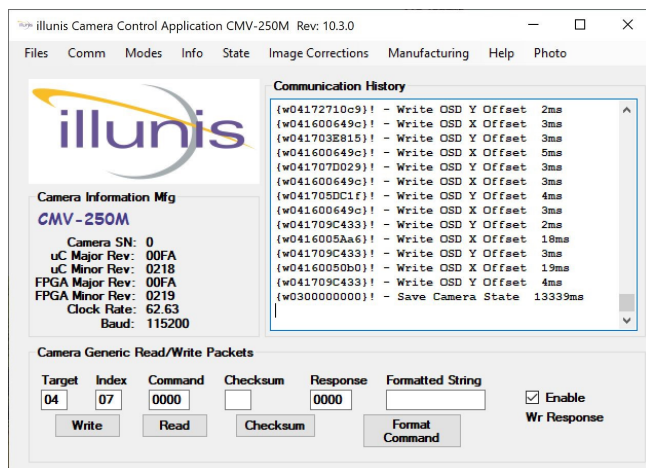 illunis Camera Control Application CMV-250M Rev: 10.3.0
Files Comm Modes Info State Image Corrections Manufacturing Help Photo
illunis
Communication History
{w04172710c9}! - Write OSD Y Offset 2ms
{w041600649c}! - Write OSD X Offset 3ms
{w041703E815}! - Write OSD Y Offset 3ms
{w041600649c}! - Write OSD X Offset 5ms
{w041707D029}! - Write OSD Y Offset 3ms
{w041600649c}! - Write OSD X Offset 3ms
{w041705DC1f}! - Write OSD Y Offset 4ms
{w041600649c}! - Write OSD X Offset 3ms
{w041709C433}! - Write OSD Y Offset 2ms
{w0416005Aa6}! - Write OSD X Offset 18ms
{w041709C433}! - Write OSD Y Offset 3ms
{w04160050b0}! - Write OSD X Offset 19ms
{w041709C433}! - Write OSD Y Offset 4ms
{w0300000000}! - Save Camera State 13339ms
Camera Information Mfg
CMV-250M
Camera SN: 0
uC Major Rev: 00FA
uC Minor Rev: 0218
FPGA Major Rev: 00FA
FPGA Minor Rev: 0219
Clock Rate: 62.63
Baud: 115200
Camera Generic Read/Write Packets
Target Index Command Checksum Response Formatted String
04 07 0000 0000
Enable
Wr Response
Write Read Checksum Format
Command